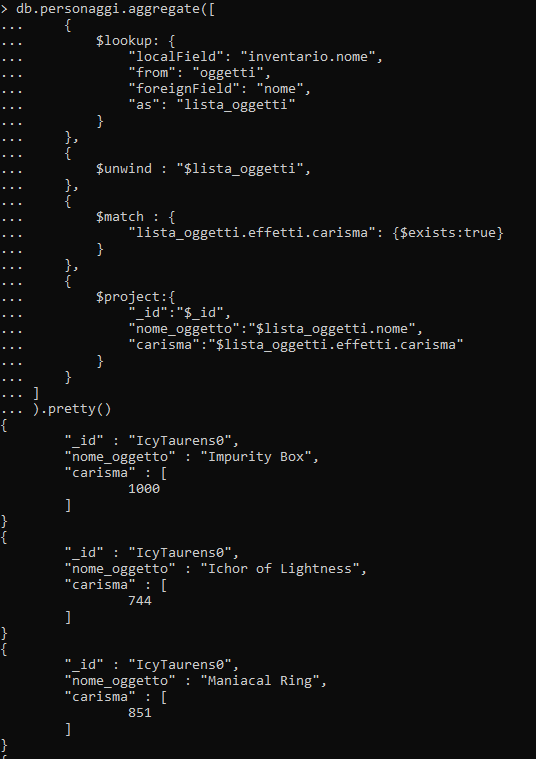 > db.personaggi.aggregate([
...     {
...         $lookup: {
...             "localField": "inventario.nome",
...             "from": "oggetti",
...             "foreignField": "nome",
...             "as": "lista_oggetti"
...         }
...     },
...     {
...         $unwind : "$lista_oggetti",
...     },
...     {
...         $match : {
...             "lista_oggetti.effetti.carisma": {$exists:true}
...         }
...     },
...     {
...         $project:{
...             "_id":"$_id",
...             "nome_oggetto":"$lista_oggetti.nome",
...             "carisma":"$lista_oggetti.effetti.carisma"
...         }
...     }
... ]
... ).pretty()
{
        "_id" : "IcyTaurens0",
        "nome_oggetto" : "Impurity Box",
        "carisma" : [
                1000
        ]
}
{
        "_id" : "IcyTaurens0",
        "nome_oggetto" : "Ichor of Lightness",
        "carisma" : [
                744
        ]
}
{
        "_id" : "IcyTaurens0",
        "nome_oggetto" : "Maniacal Ring",
        "carisma" : [
                851
        ]
}
{